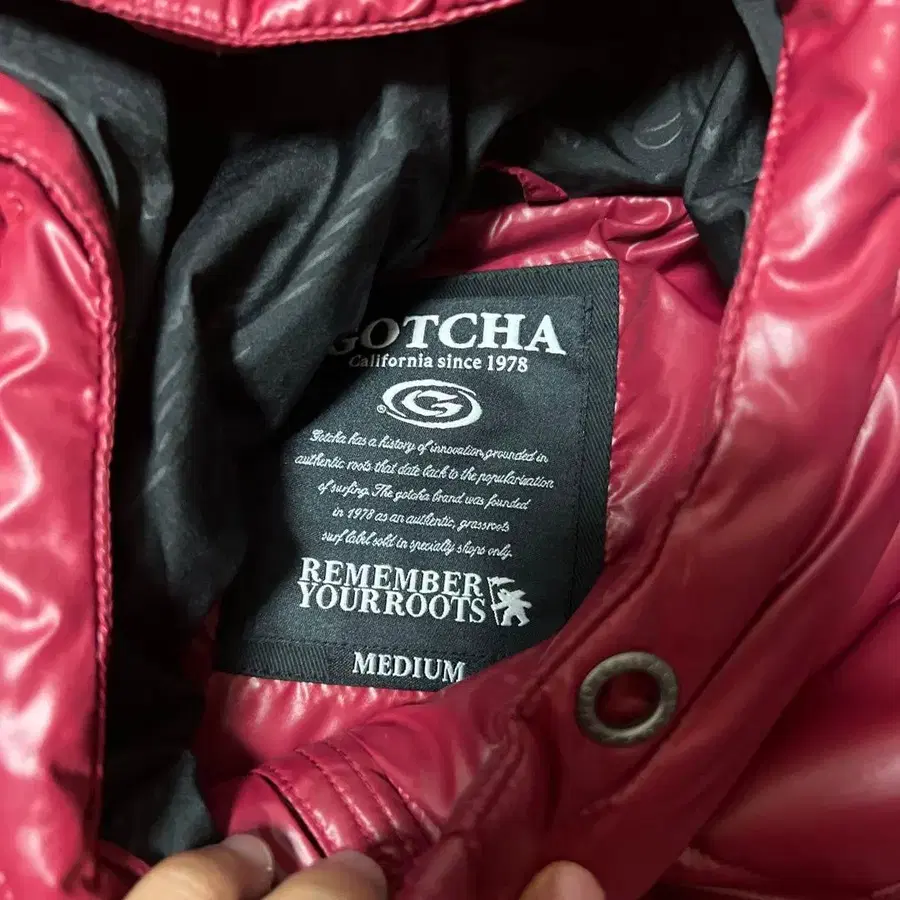 GOTCHA
California since 1978
®
Gotcha has a history of innovation, grounded in
authentic roots that date back to the popularization
of surfing. The gotcha brand was founded
in 1978 as an authentic, grassroots
surf label sold in specialty shops only.
REMEMBER
YOUR ROOTS
MEDIUM